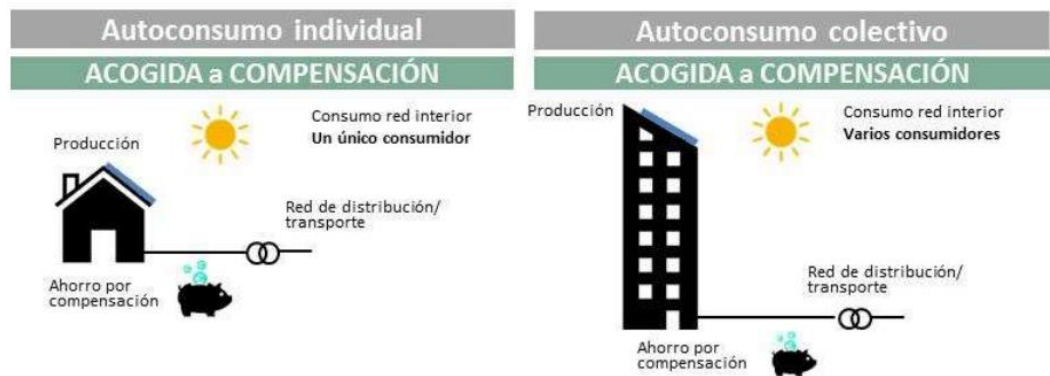 Autoconsumo individual
ACOGIDA a COMPENSACIÓN
Consumo red interior
Un único consumidor
Producción
Red de distribución/
transporte
Ahorro por
compensación
Autoconsumo colectivo
ACOGIDA a COMPENSACIÓN
Producción
Consumo red interior
Varios consumidores
Red de distribución/
transporte
Ahorro por
compensación